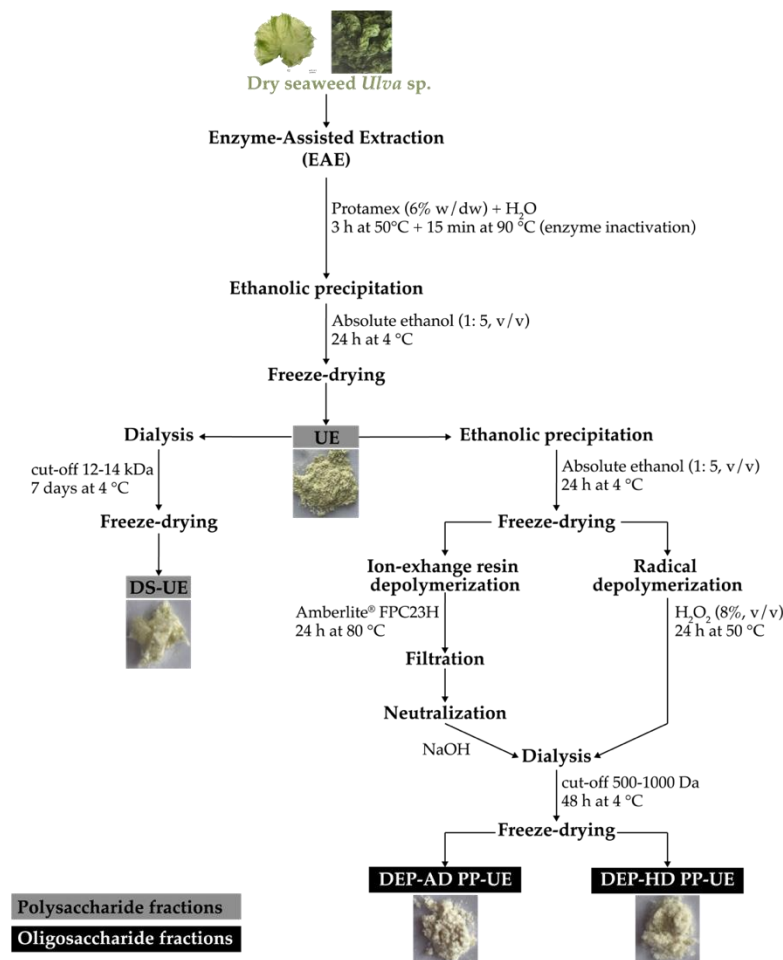 Dry seaweed Ulva sp.
Enzyme-Assisted Extraction
(EAE)
Protamex (6% w/dw) + H₂O
3 h at 50°C + 15 min at 90 °C (enzyme inactivation)
Ethanolic precipitation
Absolute ethanol (1: 5, v/v)
24 h at 4 °C
Freeze-drying
UE
Dialysis
cut-off 12-14 kDa
7 days at 4 °C
Freeze-drying
DS-UE
Ethanolic precipitation
Absolute ethanol (1: 5, v/v)
24 h at 4 °C
Freeze-drying
Ion-exhange resin
depolymerization
Amberlite® FPC23H
24 h at 80 °C
Filtration
Neutralization
NaOH
Radical
depolymerization
H₂O₂ (8%, v/v)
24 h at 50 °C
Dialysis
cut-off 500-1000 Da
48 h at 4 °C
Freeze-drying
DEP-AD PP-UE
DEP-HD PP-UE
Polysaccharide fractions
Oligosaccharide fractions